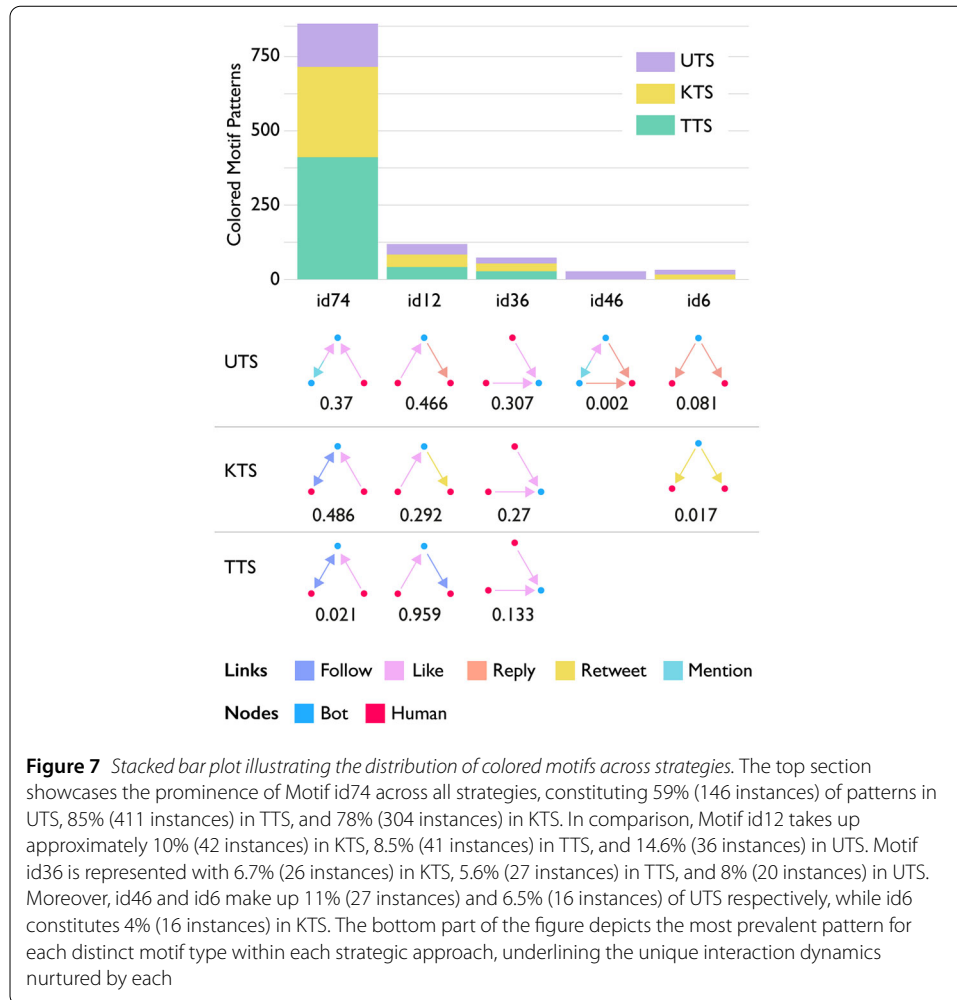 750
500
250
0
Colored Motif Patterns
UTS
KTS
TTS
id74 id12 id36 id46 id6
UTS
0.37 0.466 0.307 0.002 0.081
KTS
0.486 0.292 0.27 0.017
TTS
0.021 0.959 0.133
Links Follow Like Reply Retweet Mention
Nodes Bot Human
Figure 7 Stacked bar plot illustrating the distribution of colored motifs across strategies. The top section
showcases the prominence of Motif id74 across all strategies, constituting 59% (146 instances) of patterns in
UTS, 85% (411 instances) in TTS, and 78% (304 instances) in KTS. In comparison, Motif id12 takes up
approximately 10% (42 instances) in KTS, 8.5% (41 instances) in TTS, and 14.6% (36 instances) in UTS. Motif
id36 is represented with 6.7% (26 instances) in KTS, 5.6% (27 instances) in TTS, and 8% (20 instances) in UTS.
Moreover, id46 and id6 make up 11% (27 instances) and 6.5% (16 instances) of UTS respectively, while id6
constitutes 4% (16 instances) in KTS. The bottom part of the figure depicts the most prevalent pattern for
each distinct motif type within each strategic approach, underlining the unique interaction dynamics
nurtured by each